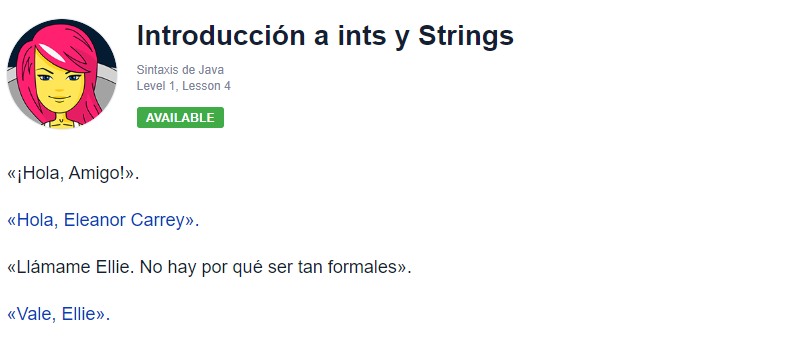 Introducción a ints y Strings
Sintaxis de Java
Level 1, Lesson 4
AVAILABLE
«¡Hola, Amigo!».
«Hola, Eleanor Carrey».
«Llámame Ellie. No hay por qué ser tan formales».
«Vale, Ellie».